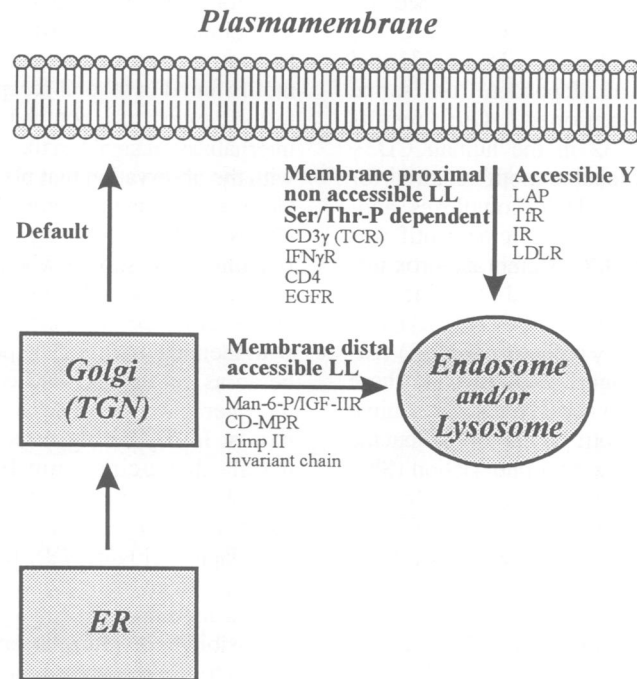 Plasmamembrane
Default
Membrane proximal
non accessible LL
Ser/Thr-P dependent
CD3γ (TCR)
IFNγR
CD4
EGFR
Accessible Y
LAP
TfR
IR
LDLR
Golgi
(TGN)
Membrane distal
accessible LL
Man-6-P/IGF-IIR
CD-MPR
Limp II
Invariant chain
Endosome
and/or
Lysosome
ER